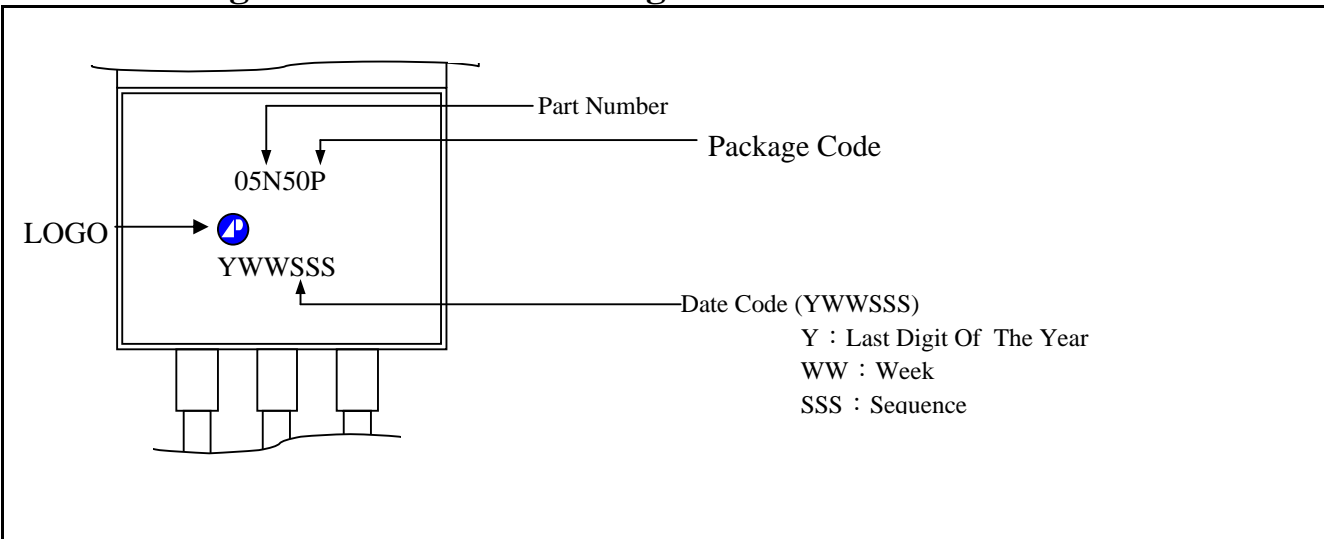 Part Number
Package Code
05N50P
LOGO
YWWSSS
Date Code (YWWSSS)
Y：Last Digit Of The Year
WW：Week
SSS：Sequence